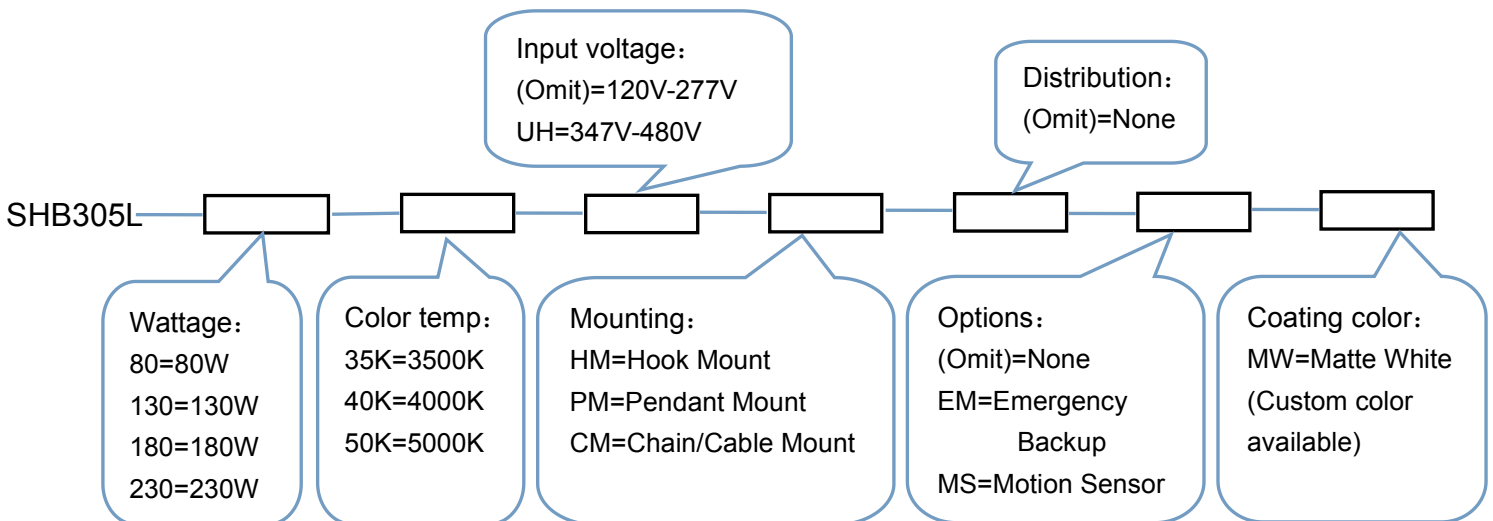 Input voltage：
(Omit)=120V-277V
UH=347V-480V
Distribution：
(Omit)=None
SHB305L
Wattage：
80=80W
130=130W
180=180W
230=230W
Color temp：
35K=3500K
40K=4000K
50K=5000K
Mounting：
HM=Hook Mount
PM=Pendant Mount
CM=Chain/Cable Mount
Options：
(Omit)=None
EM=Emergency
Backup
MS=Motion Sensor
Coating color：
MW=Matte White
(Custom color
available)